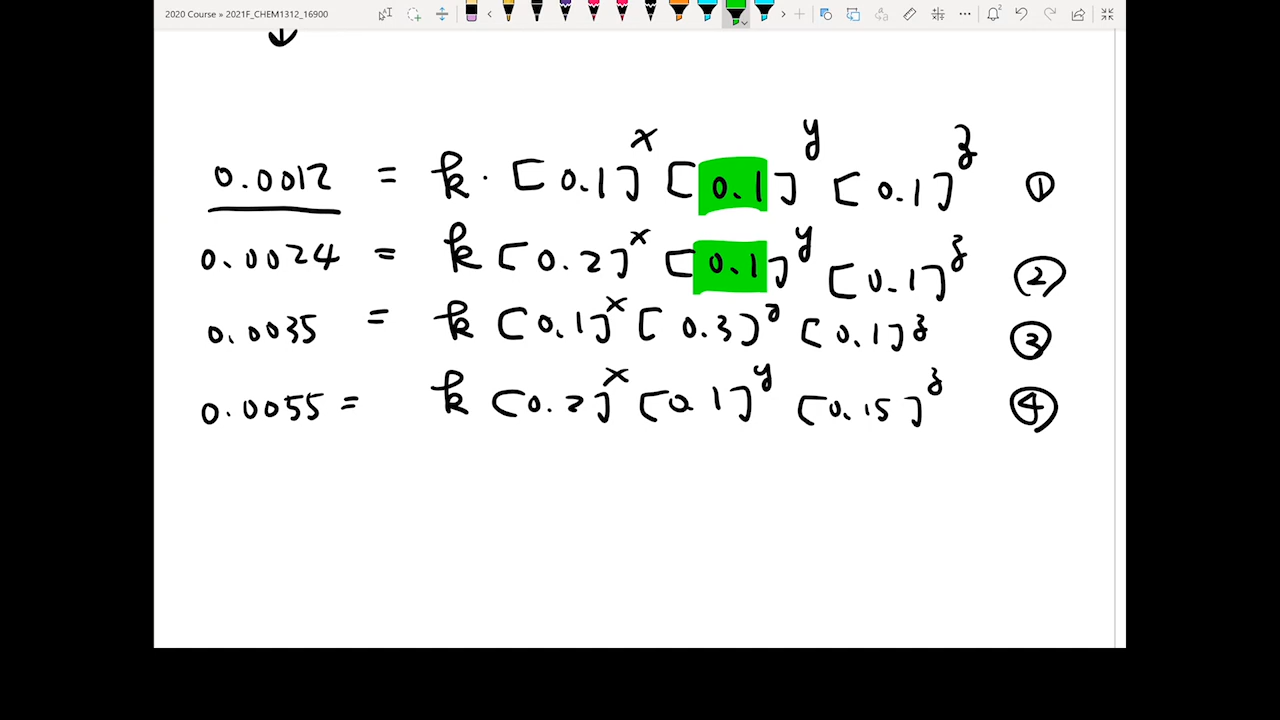 2020 Course » 2021F_CHEM1312_16900
0.0012 = k · [0.1]^x [0.1]^y [0.1]^z ①
0.0024 = k [0.2]^x [0.1]^y [0.1]^z ②
0.0035 = k [0.1]^x [0.3]^y [0.1]^z ③
0.0055 = k [0.2]^x [0.1]^y [0.15]^z ④